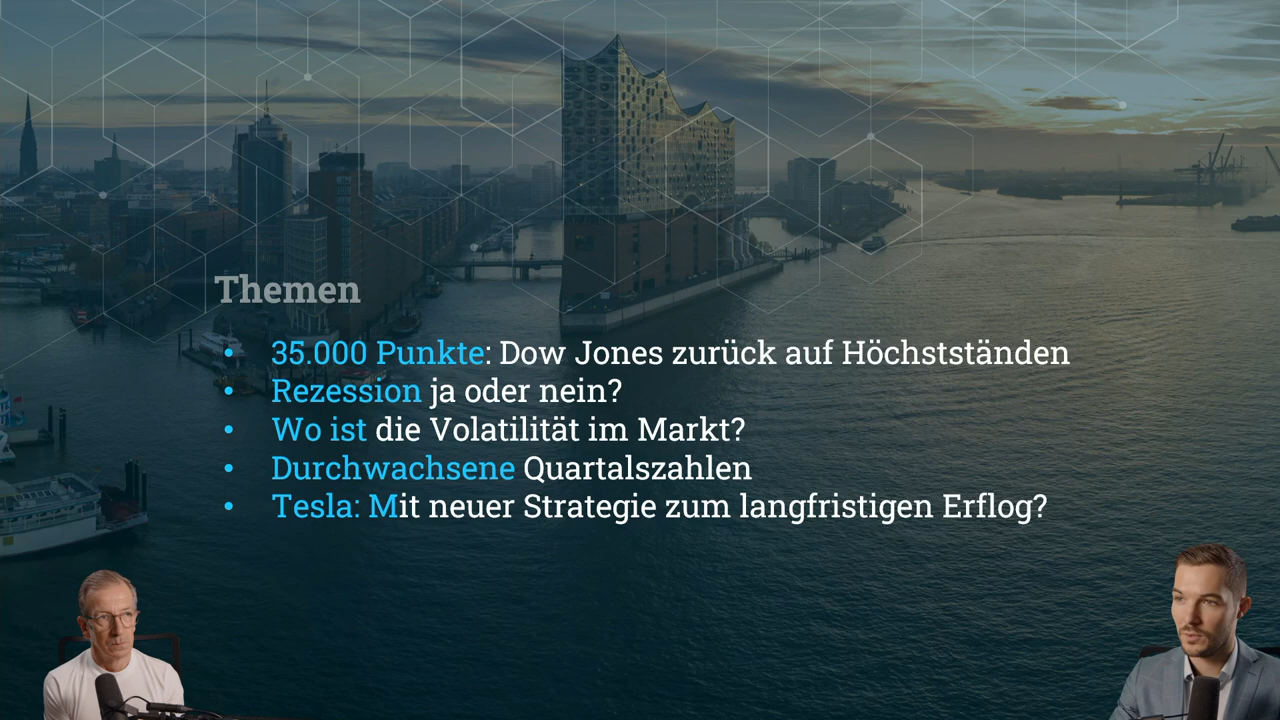 Themen
• 35.000 Punkte: Dow Jones zurück auf Höchstständen
• Rezession ja oder nein?
• Wo ist die Volatilität im Markt?
• Durchwachsene Quartalszahlen
• Tesla: Mit neuer Strategie zum langfristigen Erflog?